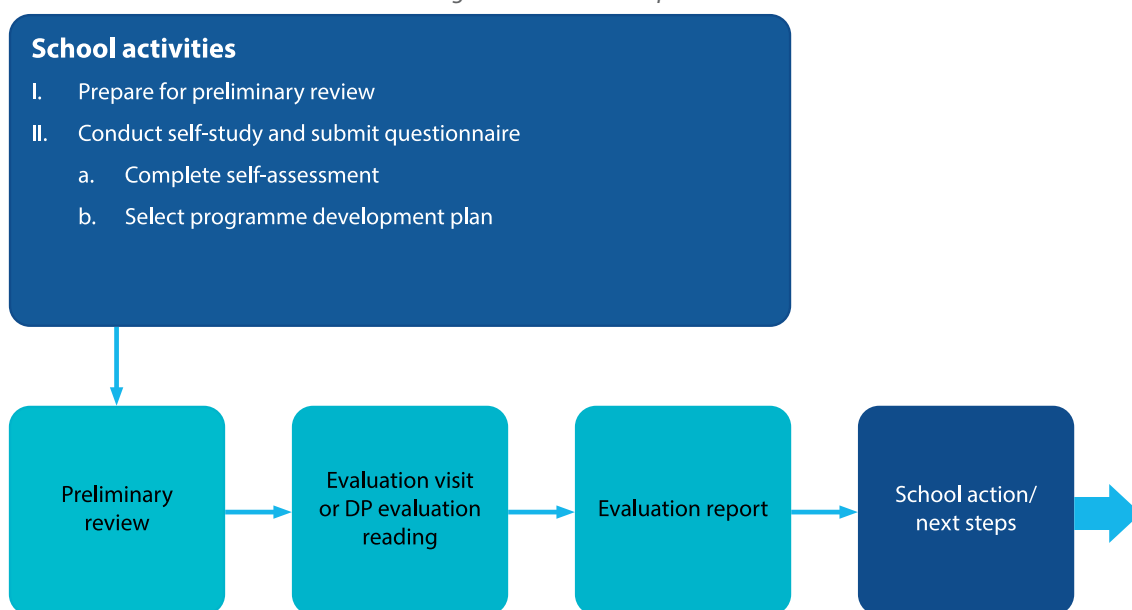 School activities
I. Prepare for preliminary review
II. Conduct self-study and submit questionnaire
a. Complete self-assessment
b. Select programme development plan
Preliminary
review
Evaluation visit
or DP evaluation
reading
Evaluation report
School action/
next steps